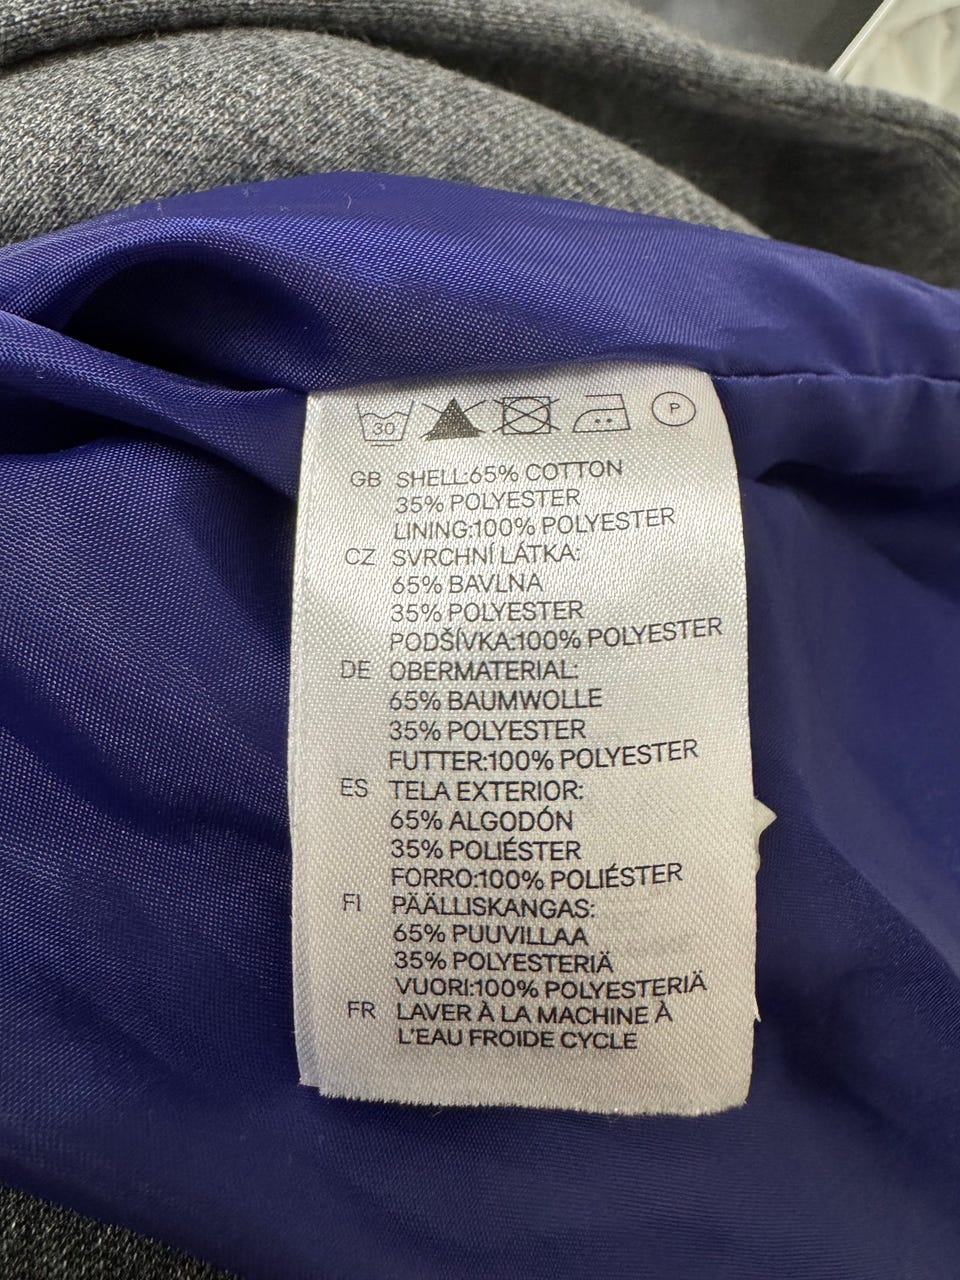 30 P
GB SHELL:65% COTTON
35% POLYESTER
LINING:100% POLYESTER
CZ SVRCHNÍ LÁTKA:
65% BAVLNA
35% POLYESTER
PODŠÍVKA:100% POLYESTER
DE OBERMATERIAL:
65% BAUMWOLLE
35% POLYESTER
FUTTER:100% POLYESTER
ES TELA EXTERIOR:
65% ALGODÓN
35% POLIÉSTER
FORRO:100% POLIÉSTER
FI PÄÄLLISKANGAS:
65% PUUVILLAA
35% POLYESTERIÄ
VUORI:100% POLYESTERIÄ
FR LAVER À LA MACHINE À
L'EAU FROIDE CYCLE